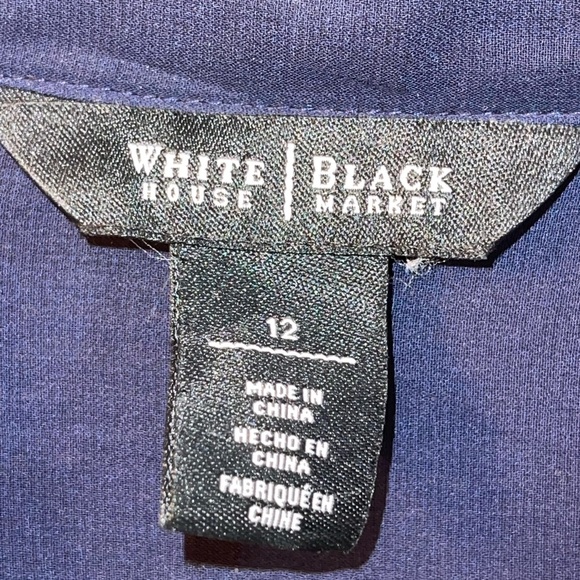 WHITE | BLACK
HOUSE | MARKET
12
MADE IN
CHINA
HECHO EN
CHINA
FABRIQUÉ EN
CHINE